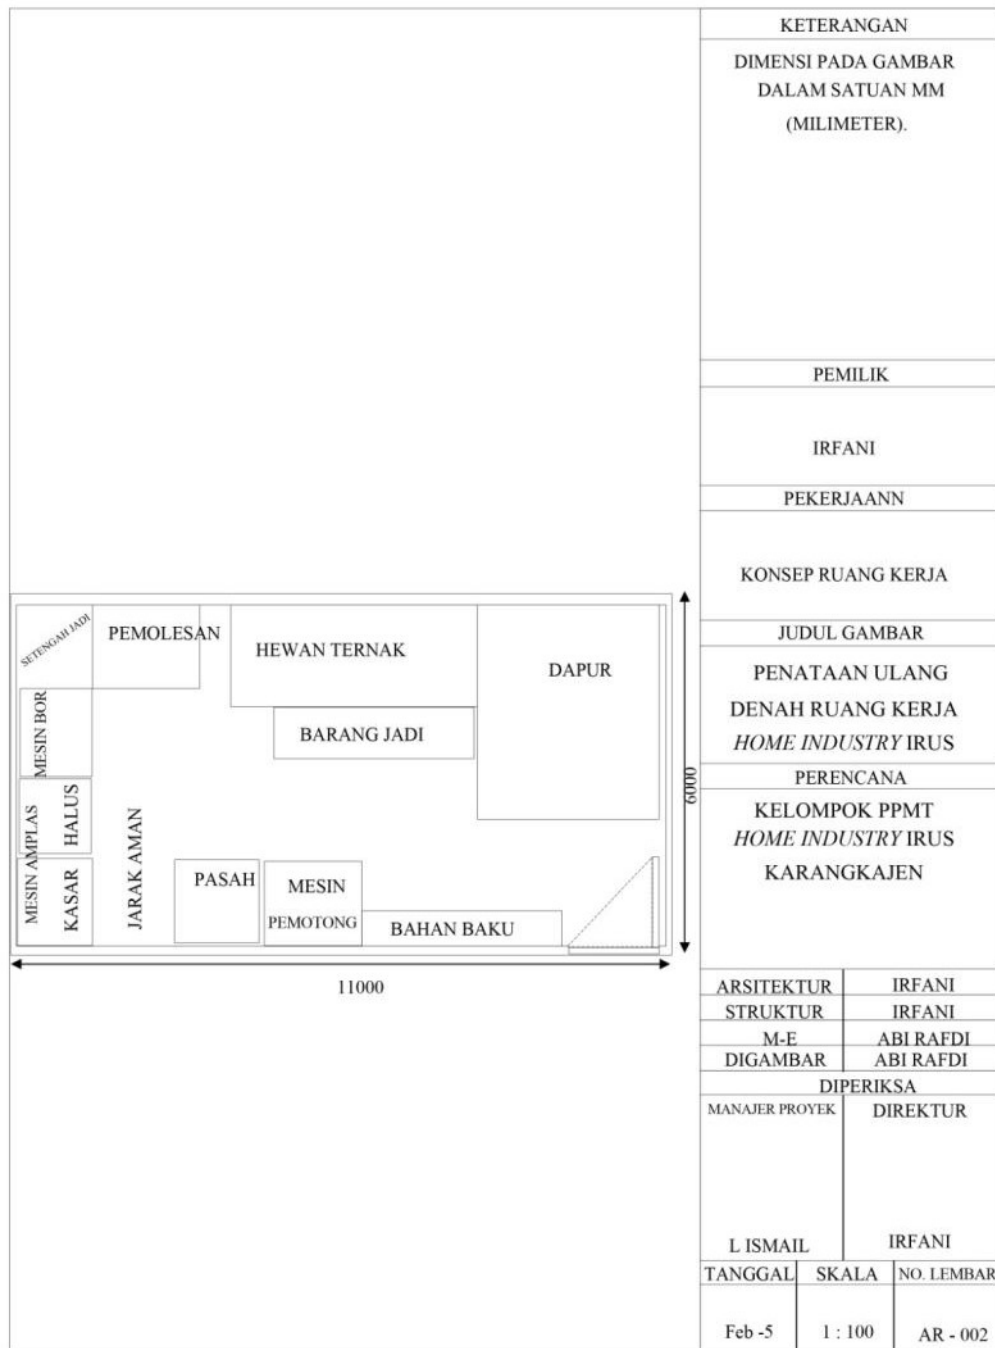 KETERANGAN
DIMENSI PADA GAMBAR
DALAM SATUAN MM
(MILIMETER).
PEMILIK
IRFANI
PEKERJAANN
KONSEP RUANG KERJA
JUDUL GAMBAR
PENATAAN ULANG
DENAH RUANG KERJA
HOME INDUSTRY IRUS
PERENCANA
KELOMPOK PPMT
HOME INDUSTRY IRUS
KARANGKAJEN
ARSITEKTUR IRFANI
STRUKTUR IRFANI
M-E ABI RAFDI
DIGAMBAR ABI RAFDI
DIPERIKSA
MANAJER PROYEK DIREKTUR
L ISMAIL IRFANI
TANGGAL SKALA NO. LEMBAR
Feb -5 1 : 100 AR - 002
SETENGAH JADI
PEMOLESAN
HEWAN TERNAK
DAPUR
BARANG JADI
MESIN BOR
MESIN AMPLAS
HALUS
KASAR
JARAK AMAN
PASAH
MESIN
PEMOTONG
BAHAN BAKU
6000
11000